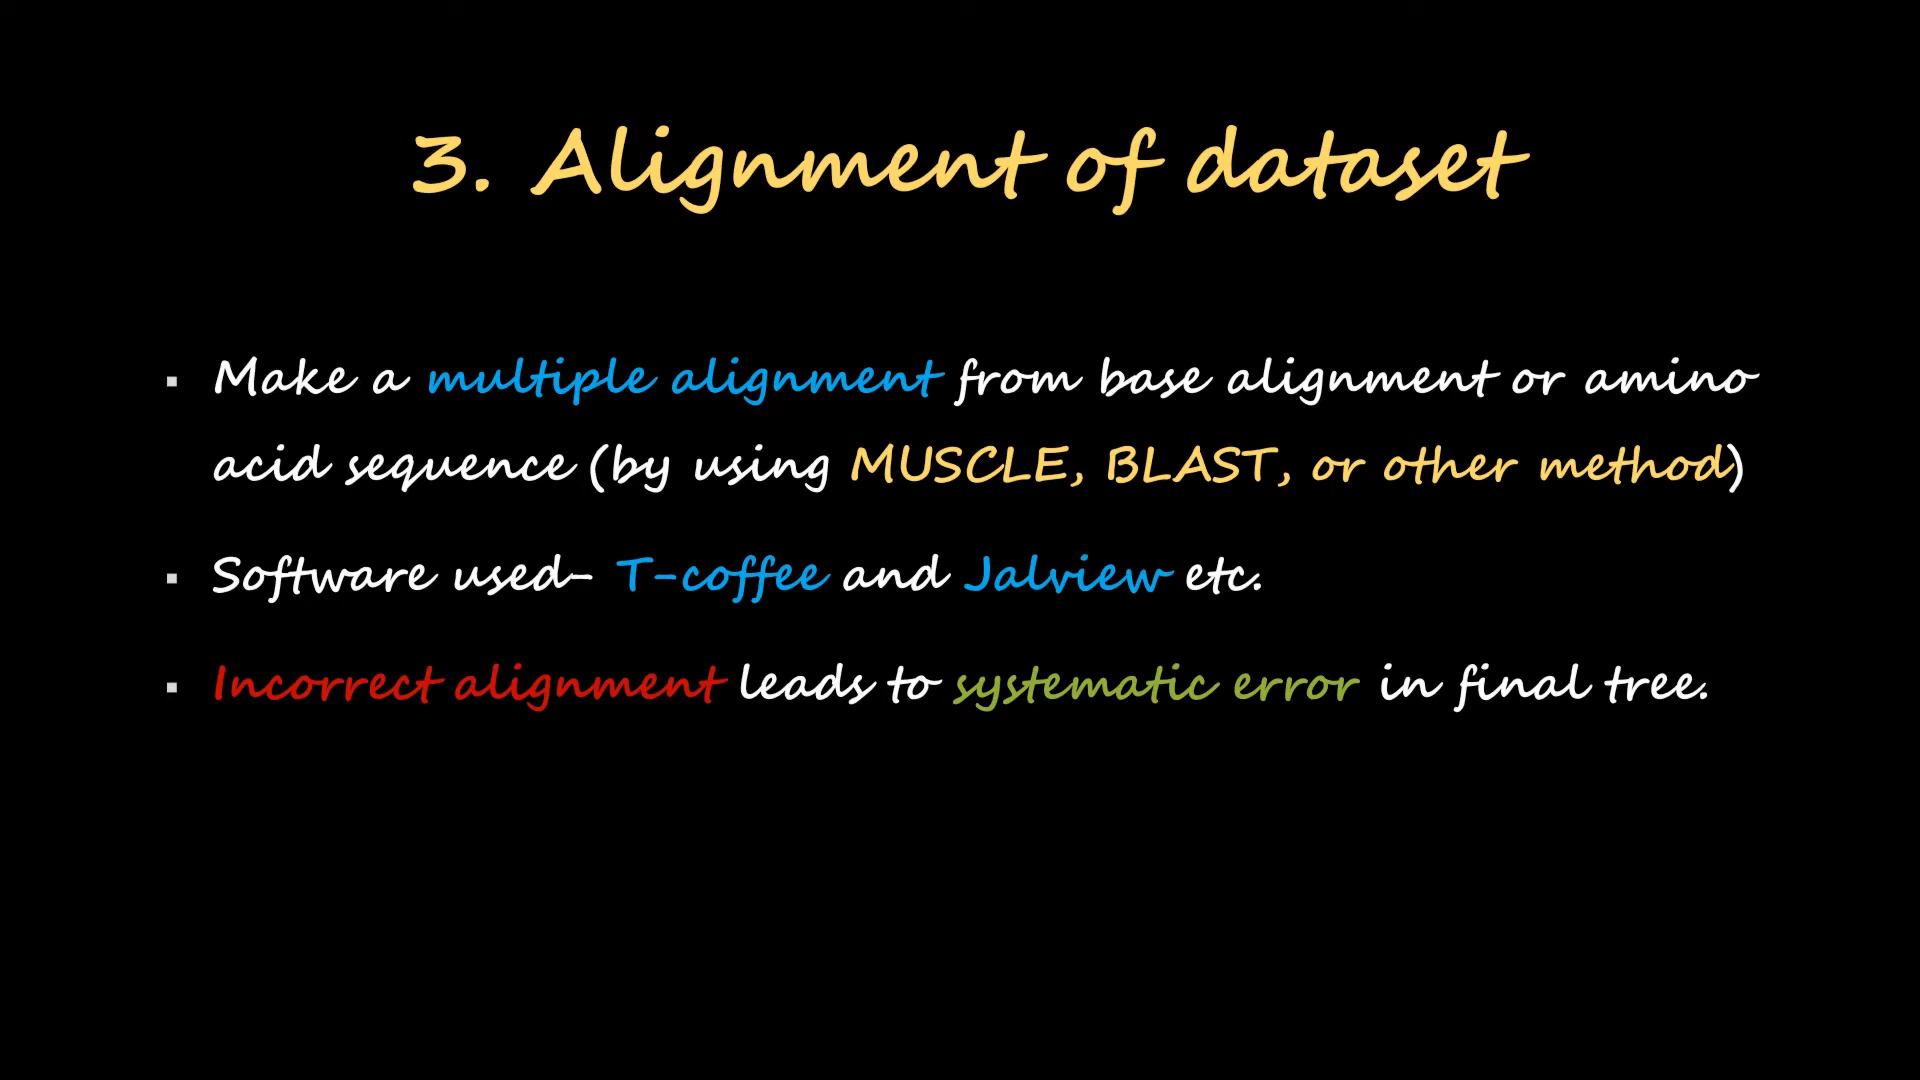 3. Alignment of dataset
▪ Make a multiple alignment from base alignment or amino
acid sequence (by using MUSCLE, BLAST, or other method)
▪ Software used- T-coffee and Jalview etc.
▪ Incorrect alignment leads to systematic error in final tree.